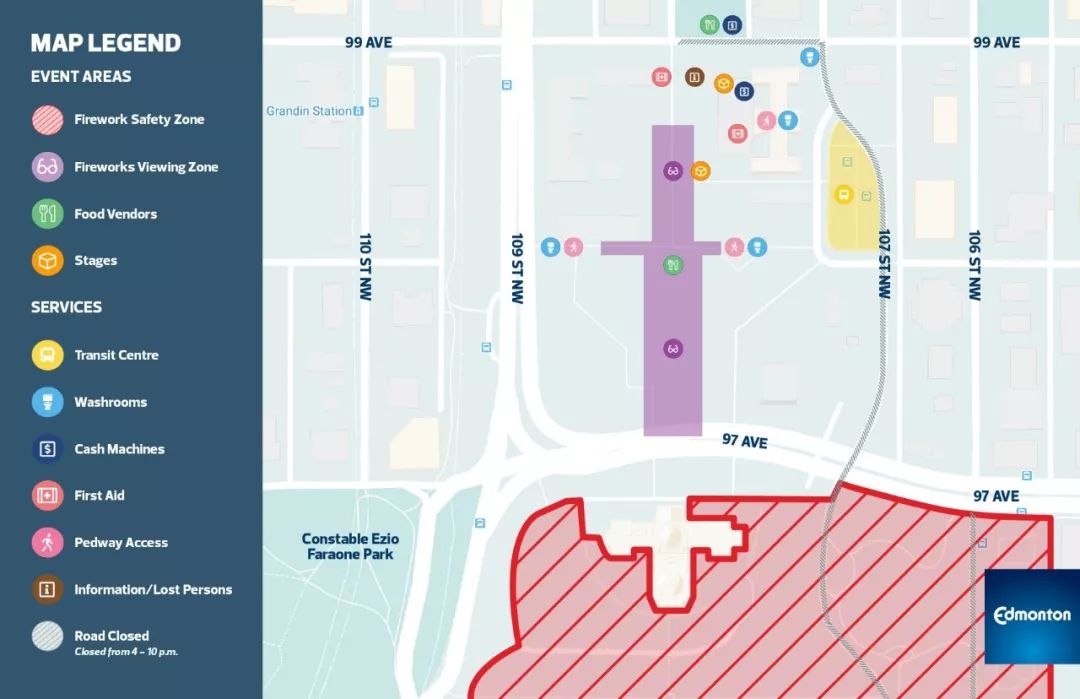 MAP LEGEND
EVENT AREAS
Firework Safety Zone
Fireworks Viewing Zone
Food Vendors
Stages
SERVICES
Transit Centre
Washrooms
Cash Machines
First Aid
Pedway Access
Information/Lost Persons
Road Closed
Closed from 4 – 10 p.m.
99 AVE
99 AVE
Grandin Station
110 ST NW
109 ST NW
107 ST NW
106 ST NW
97 AVE
97 AVE
Constable Ezio
Faraone Park
Edmonton